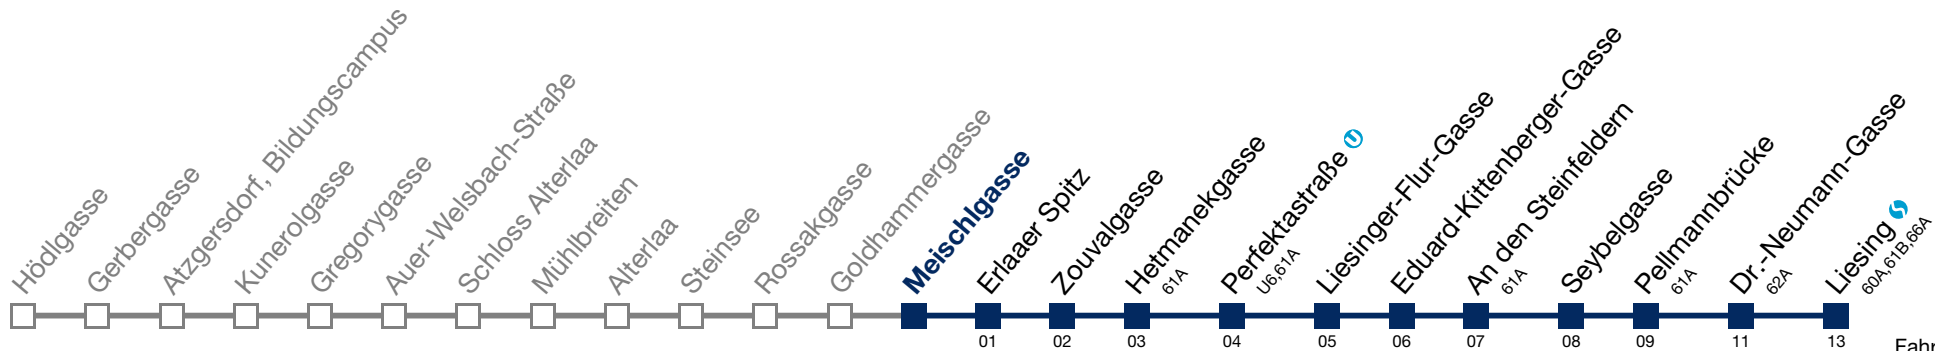 Hödlgasse
Gerbergasse
Atzgersdorf, Bildungscampus
Kunerolgasse
Gregorygasse
Auer-Welsbach-Straße
Schloss Alterlaa
Mühlbreiten
Alterlaa
Steinsee
Rossakgasse
Goldhammergasse
Meischlgasse
Erlaaer Spitz
01
Zouvalgasse
02
Hetmanekgasse
61A
03
Perfektastraße U
U6,61A
04
Liesinger-Flur-Gasse
05
Eduard-Kittenberger-Gasse
06
An den Steinfeldern
61A
07
Seybelgasse
08
Pellmannbrücke
61A
09
Dr.-Neumann-Gasse
62A
11
Liesing S
60A,61B,66A
13
Fahr